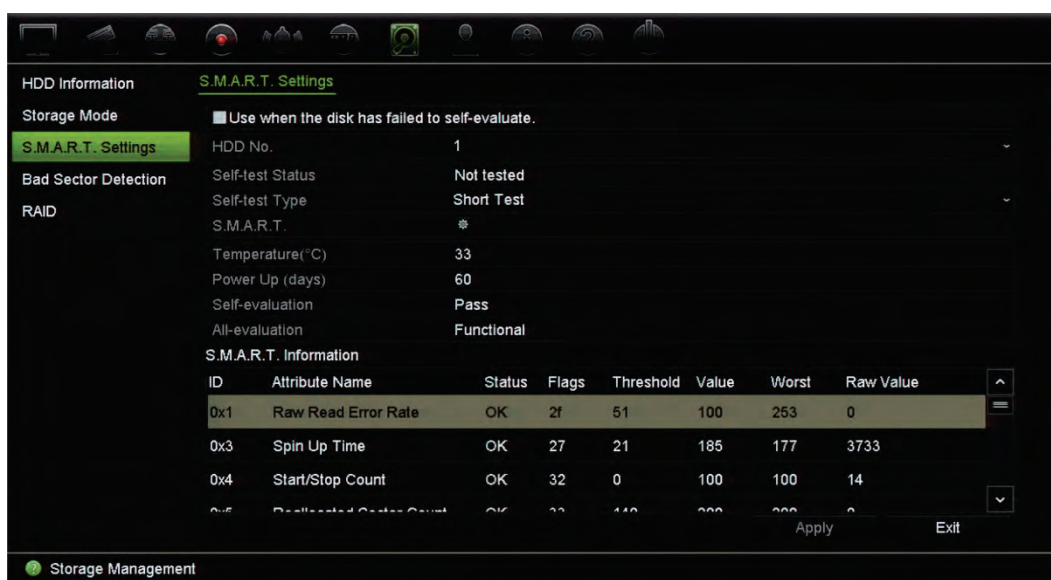 HDD Information
Storage Mode
S.M.A.R.T. Settings
Bad Sector Detection
RAID
S.M.A.R.T. Settings
Use when the disk has failed to self-evaluate.
HDD No. 1
Self-test Status Not tested
Self-test Type Short Test
S.M.A.R.T.
Temperature(°C) 33
Power Up (days) 60
Self-evaluation Pass
All-evaluation Functional
S.M.A.R.T. Information
ID Attribute Name Status Flags Threshold Value Worst Raw Value
0x1 Raw Read Error Rate OK 2f 51 100 253 0
0x3 Spin Up Time OK 27 21 185 177 3733
0x4 Start/Stop Count OK 32 0 100 100 14
Reallocated Sector Count OK
Apply Exit
Storage Management